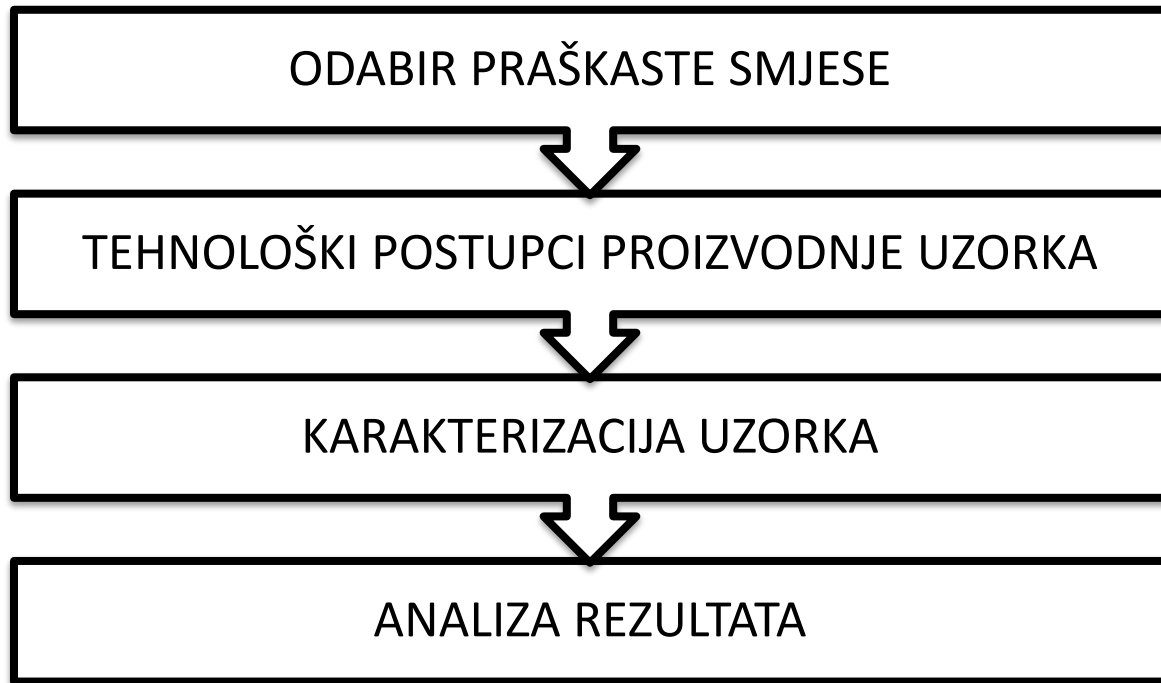 ODABIR PRAŠKASTE SMJESE
TEHNOLOŠKI POSTUPCI PROIZVODNJE UZORKA
KARAKTERIZACIJA UZORKA
ANALIZA REZULTATA